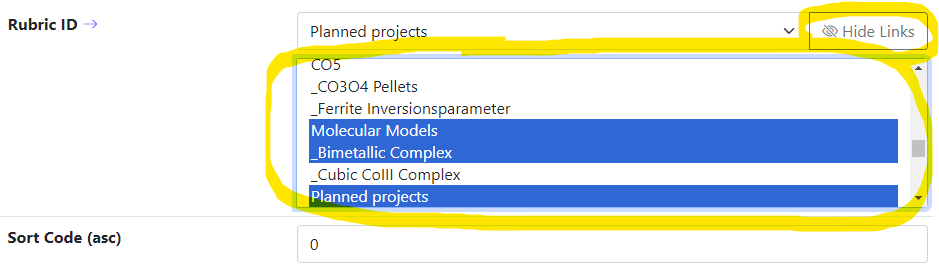 Rubric ID →
Planned projects
Hide Links
CO5
_CO3O4 Pellets
_Ferrite Inversionsparameter
Molecular Models
_Bimetallic Complex
_Cubic CoIII Complex
Planned projects
Sort Code (asc)
0